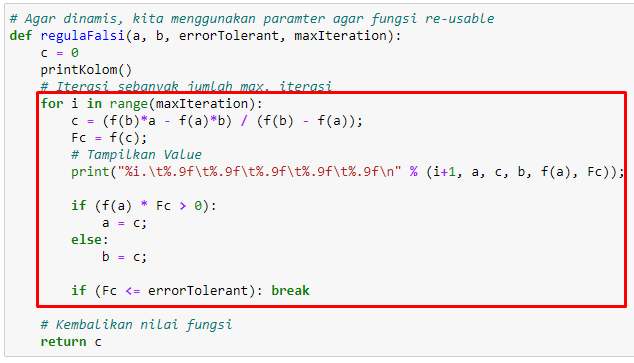 # Agar dinamis, kita menggunakan paramter agar fungsi re-usable
def regulaFalsi(a, b, errorTolerant, maxIteration):
    c = 0
    printKolom()
    # Iterasi sebanyak jumlah max. iterasi
    for i in range(maxIteration):
        c = (f(b)*a - f(a)*b) / (f(b) - f(a));
        Fc = f(c);
        # Tampilkan Value
        print("%i.\t%.9f\t%.9f\t%.9f\t%.9f\t%.9f\n" % (i+1, a, c, b, f(a), Fc));
        if (f(a) * Fc > 0):
            a = c;
        else:
            b = c;
        if (Fc <= errorTolerant): break
    # Kembalikan nilai fungsi
    return c